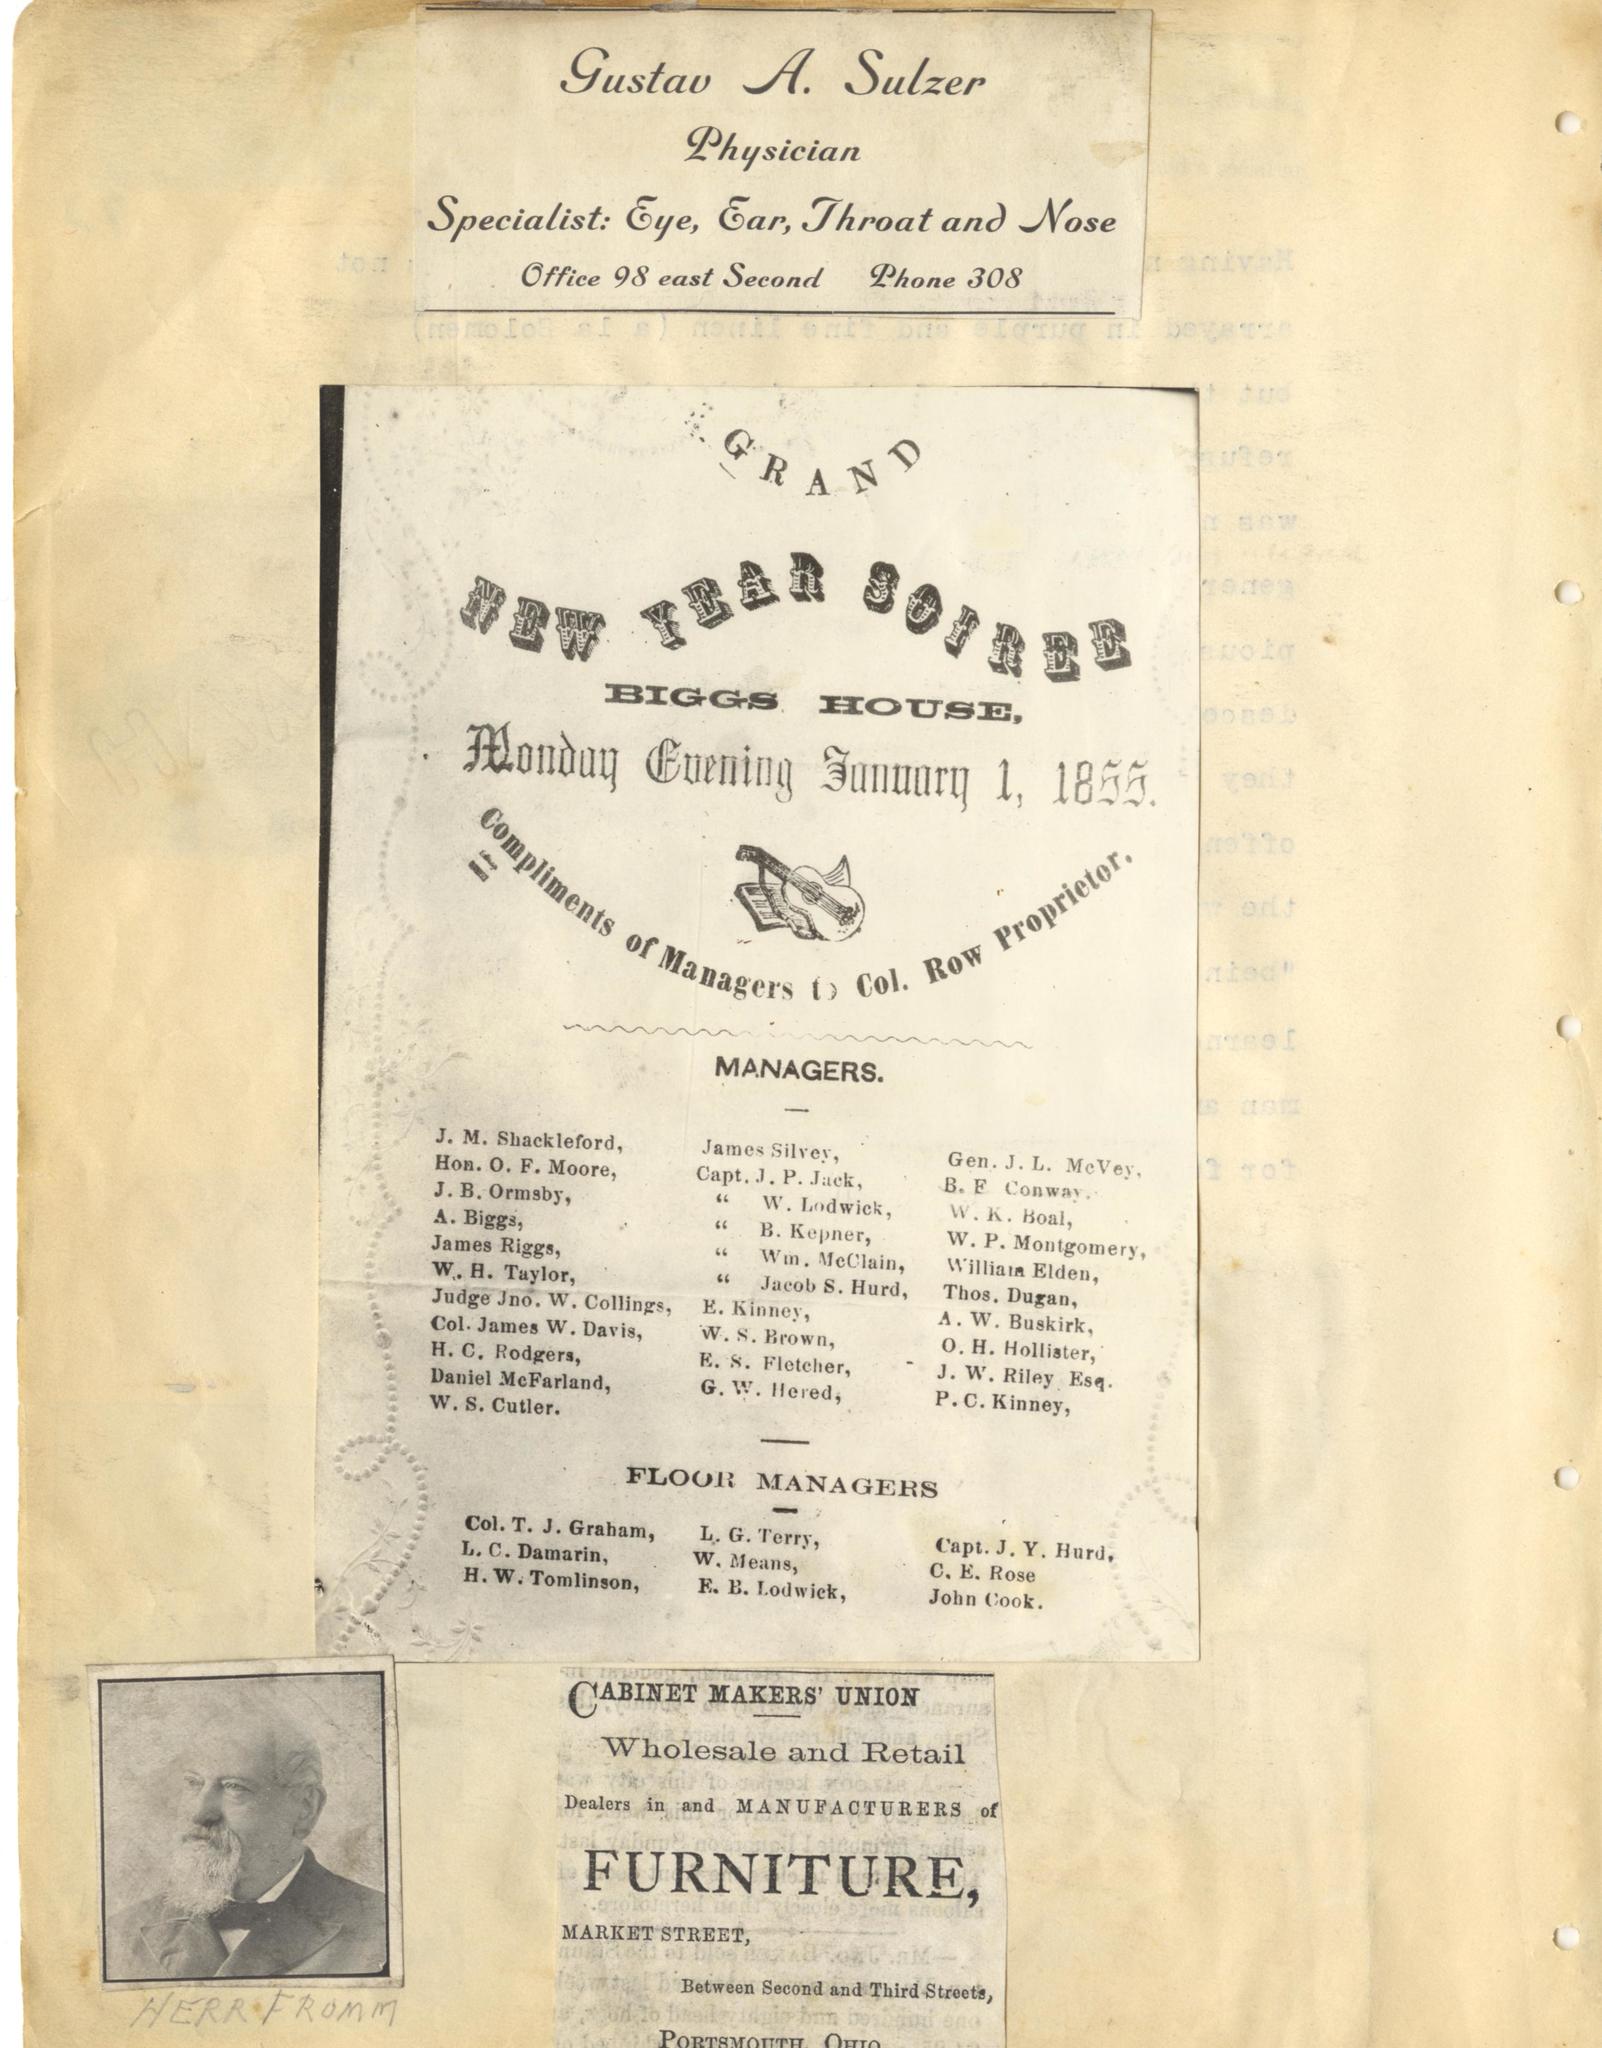 Gustav A. Sulzer
Physician
Specialist: Eye, Ear, Throat and Nose
Office 98 east Second Phone 308
GRAND
NEW YEAR SOIREE
BIGGS HOUSE,
Monday Evening January 1, 1855.
Compliments of Managers to Col. Row Proprietor.
MANAGERS.
J. M. Shackleford, James Silvey, Gen. J. L. McVey,
Hon. O. F. Moore, Capt. J. P. Jack, B. F Conway.
J. B. Ormsby, “ W. Lodwick, W. K. Boal,
A. Biggs, “ B. Kepner, W. P. Montgomery,
James Riggs, “ Wm. McClain, William Elden,
W. H. Taylor, “ Jacob S. Hurd, Thos. Dugan,
Judge Jno. W. Collings, E. Kinney, A. W. Buskirk,
Col. James W. Davis, W. S. Brown, O. H. Hollister,
H. C. Rodgers, E. S. Fletcher, J. W. Riley Esq.
Daniel McFarland, G. W. Hered, P. C. Kinney,
W. S. Cutler.
FLOOR MANAGERS
Col. T. J. Graham, L. G. Terry, Capt. J. Y. Hurd,
L. C. Damarin, W. Means, C. E. Rose
H. W. Tomlinson, E. B. Lodwick, John Cook.
HERR FROMM
CABINET MAKERS' UNION
Wholesale and Retail
Dealers in and MANUFACTURERS of
FURNITURE,
MARKET STREET,
Between Second and Third Streets,
PORTSMOUTH, OHIO